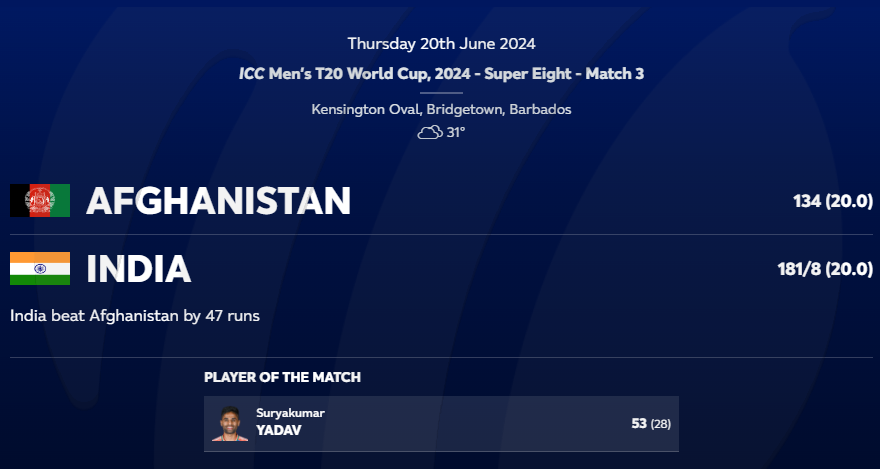 Thursday 20th June 2024
ICC Men's T20 World Cup, 2024 - Super Eight - Match 3
Kensington Oval, Bridgetown, Barbados
31°
AFGHANISTAN 134 (20.0)
INDIA 181/8 (20.0)
India beat Afghanistan by 47 runs
PLAYER OF THE MATCH
Suryakumar
YADAV 53 (28)